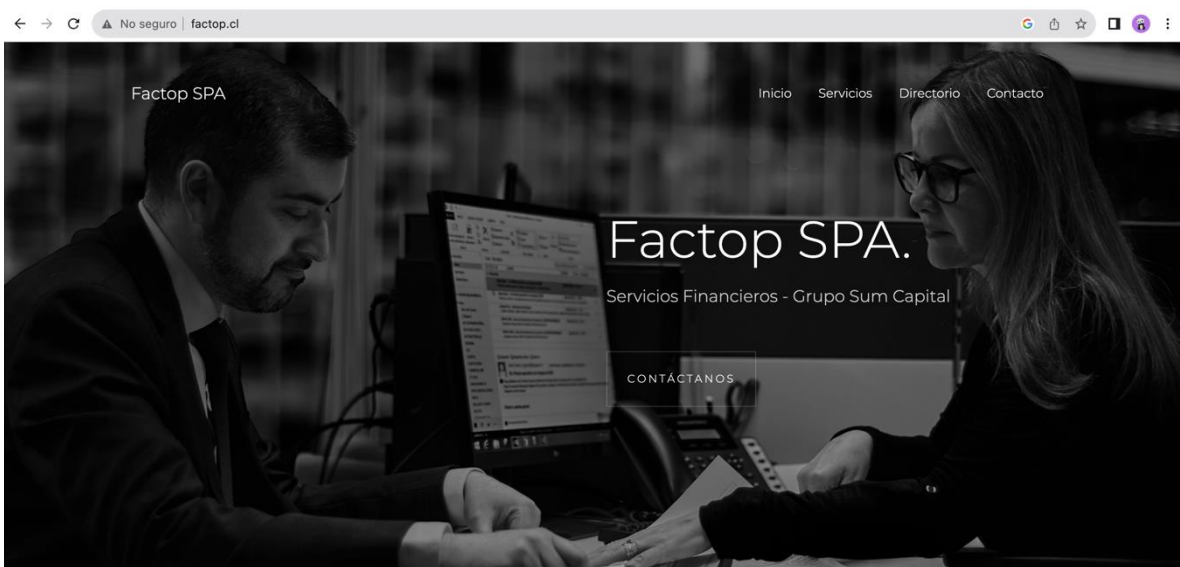 No seguro | factop.cl
Factop SPA
Inicio Servicios Directorio Contacto
Factop SPA.
Servicios Financieros - Grupo Sum Capital
CONTÁCTANOS